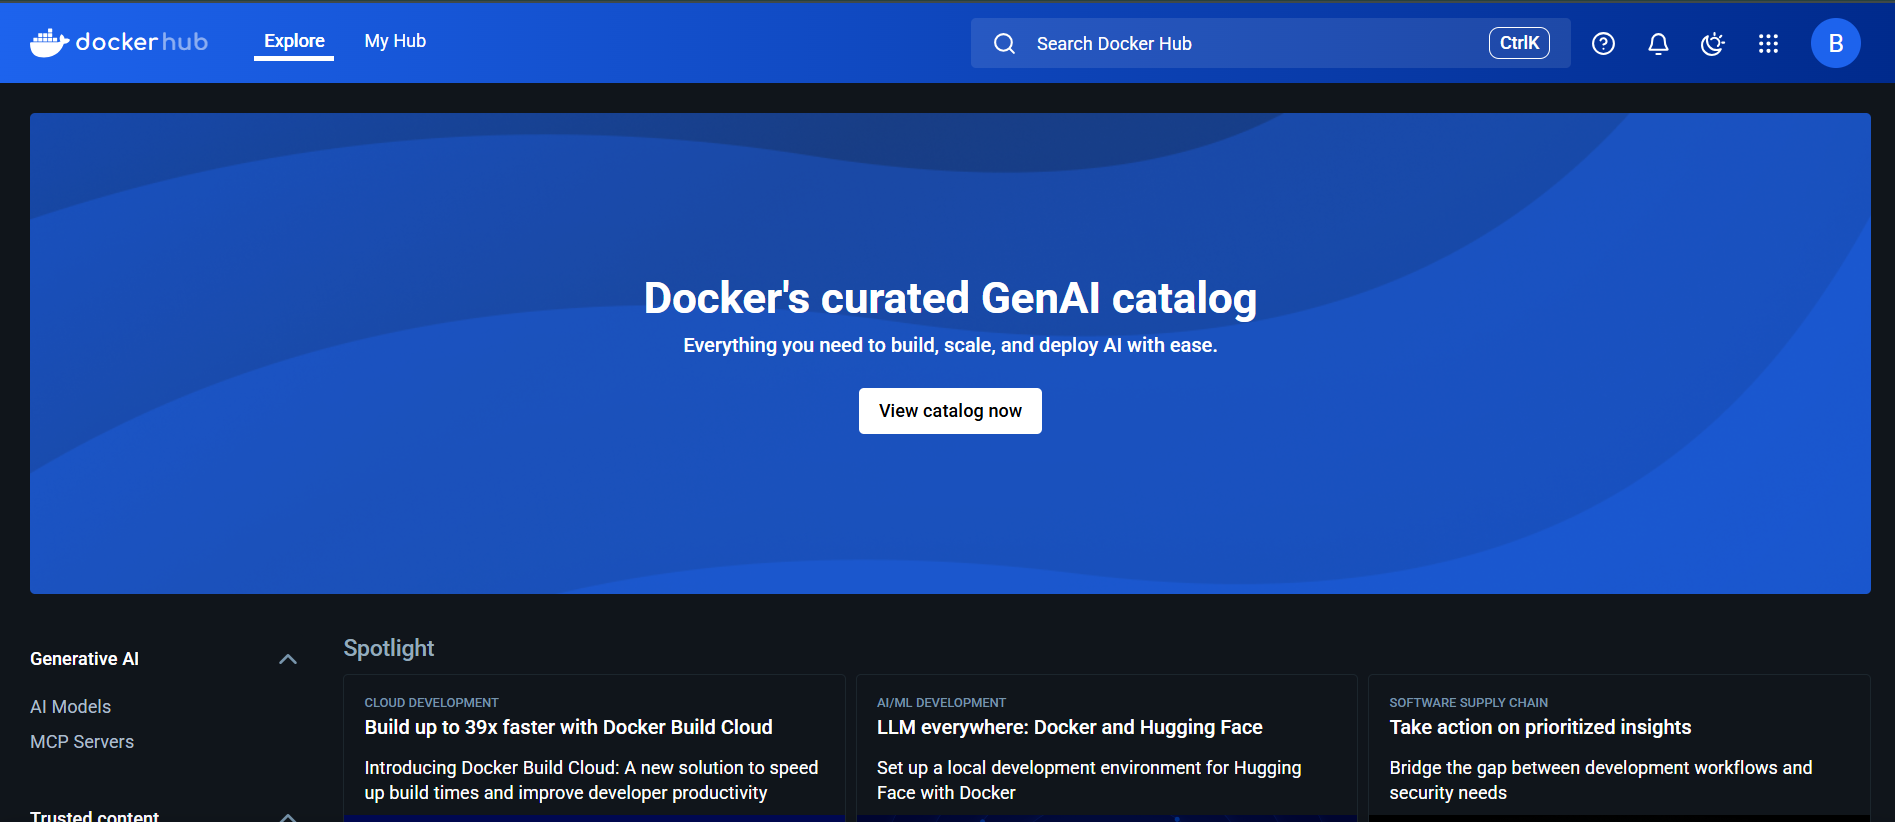 dockerhub
Explore
My Hub
Search Docker Hub
CtrlK
B
Docker's curated GenAI catalog
Everything you need to build, scale, and deploy AI with ease.
View catalog now
Generative AI
AI Models
MCP Servers
Trusted content
Spotlight
CLOUD DEVELOPMENT
Build up to 39x faster with Docker Build Cloud
Introducing Docker Build Cloud: A new solution to speed
up build times and improve developer productivity
AI/ML DEVELOPMENT
LLM everywhere: Docker and Hugging Face
Set up a local development environment for Hugging
Face with Docker
SOFTWARE SUPPLY CHAIN
Take action on prioritized insights
Bridge the gap between development workflows and
security needs